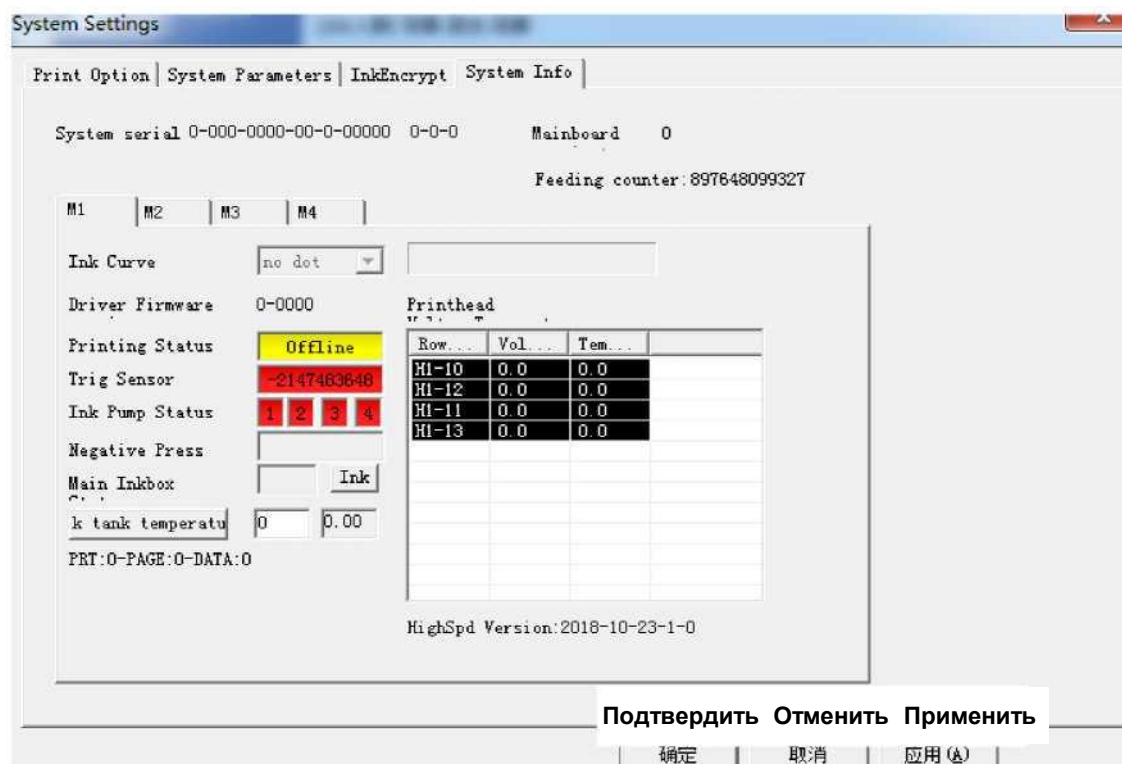 System Settings
Print Option System Parameters InkEncrypt System Info
System serial 0-000-0000-00-0-00000 0-0-0 Mainboard 0
Feeding counter:897648099327
M1 M2 M3 M4
Ink Curve no dot
Driver Firmware 0-0000 Printhead
Printing Status Offline Row... Vol... Tem...
Trig Sensor -2147483648 H1-10 0.0 0.0
H1-12 0.0 0.0
Ink Pump Status 1 2 3 4 H1-11 0.0 0.0
H1-13 0.0 0.0
Negative Press
Main Inkbox Ink
k tank temperatu 0 0.00
PRT:0-PAGE:0-DATA:0
HighSpd Version:2018-10-23-1-0
Подтвердить Отменить Применить
确定 取消 应用(A)